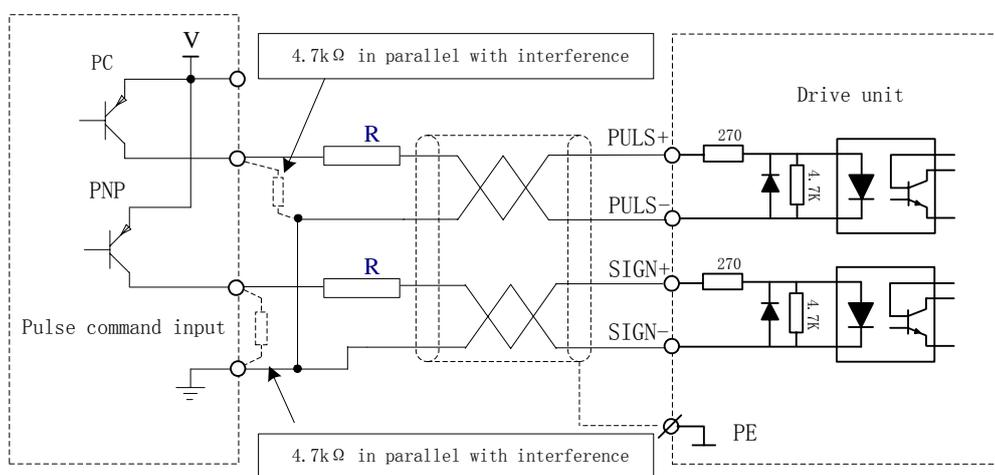 V
4.7kΩ in parallel with interference
PC
Drive unit
R
PULS+
270
4.7K
PNP
PULS-
R
SIGN+
270
4.7K
Pulse command input
SIGN-
PE
4.7kΩ in parallel with interference